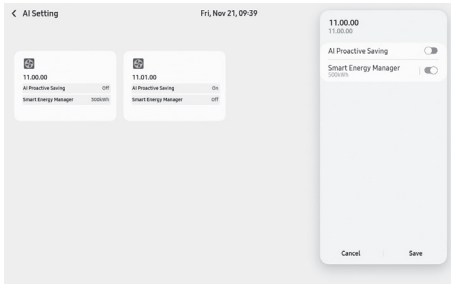 AI Setting
Fri, Nov 21, 09:39
11.00.00
AI Proactive Saving Off
Smart Energy Manager 500kWh
11.01.00
AI Proactive Saving On
Smart Energy Manager Off
11.00.00
11.00.00
AI Proactive Saving
Smart Energy Manager
500kWh
Cancel Save